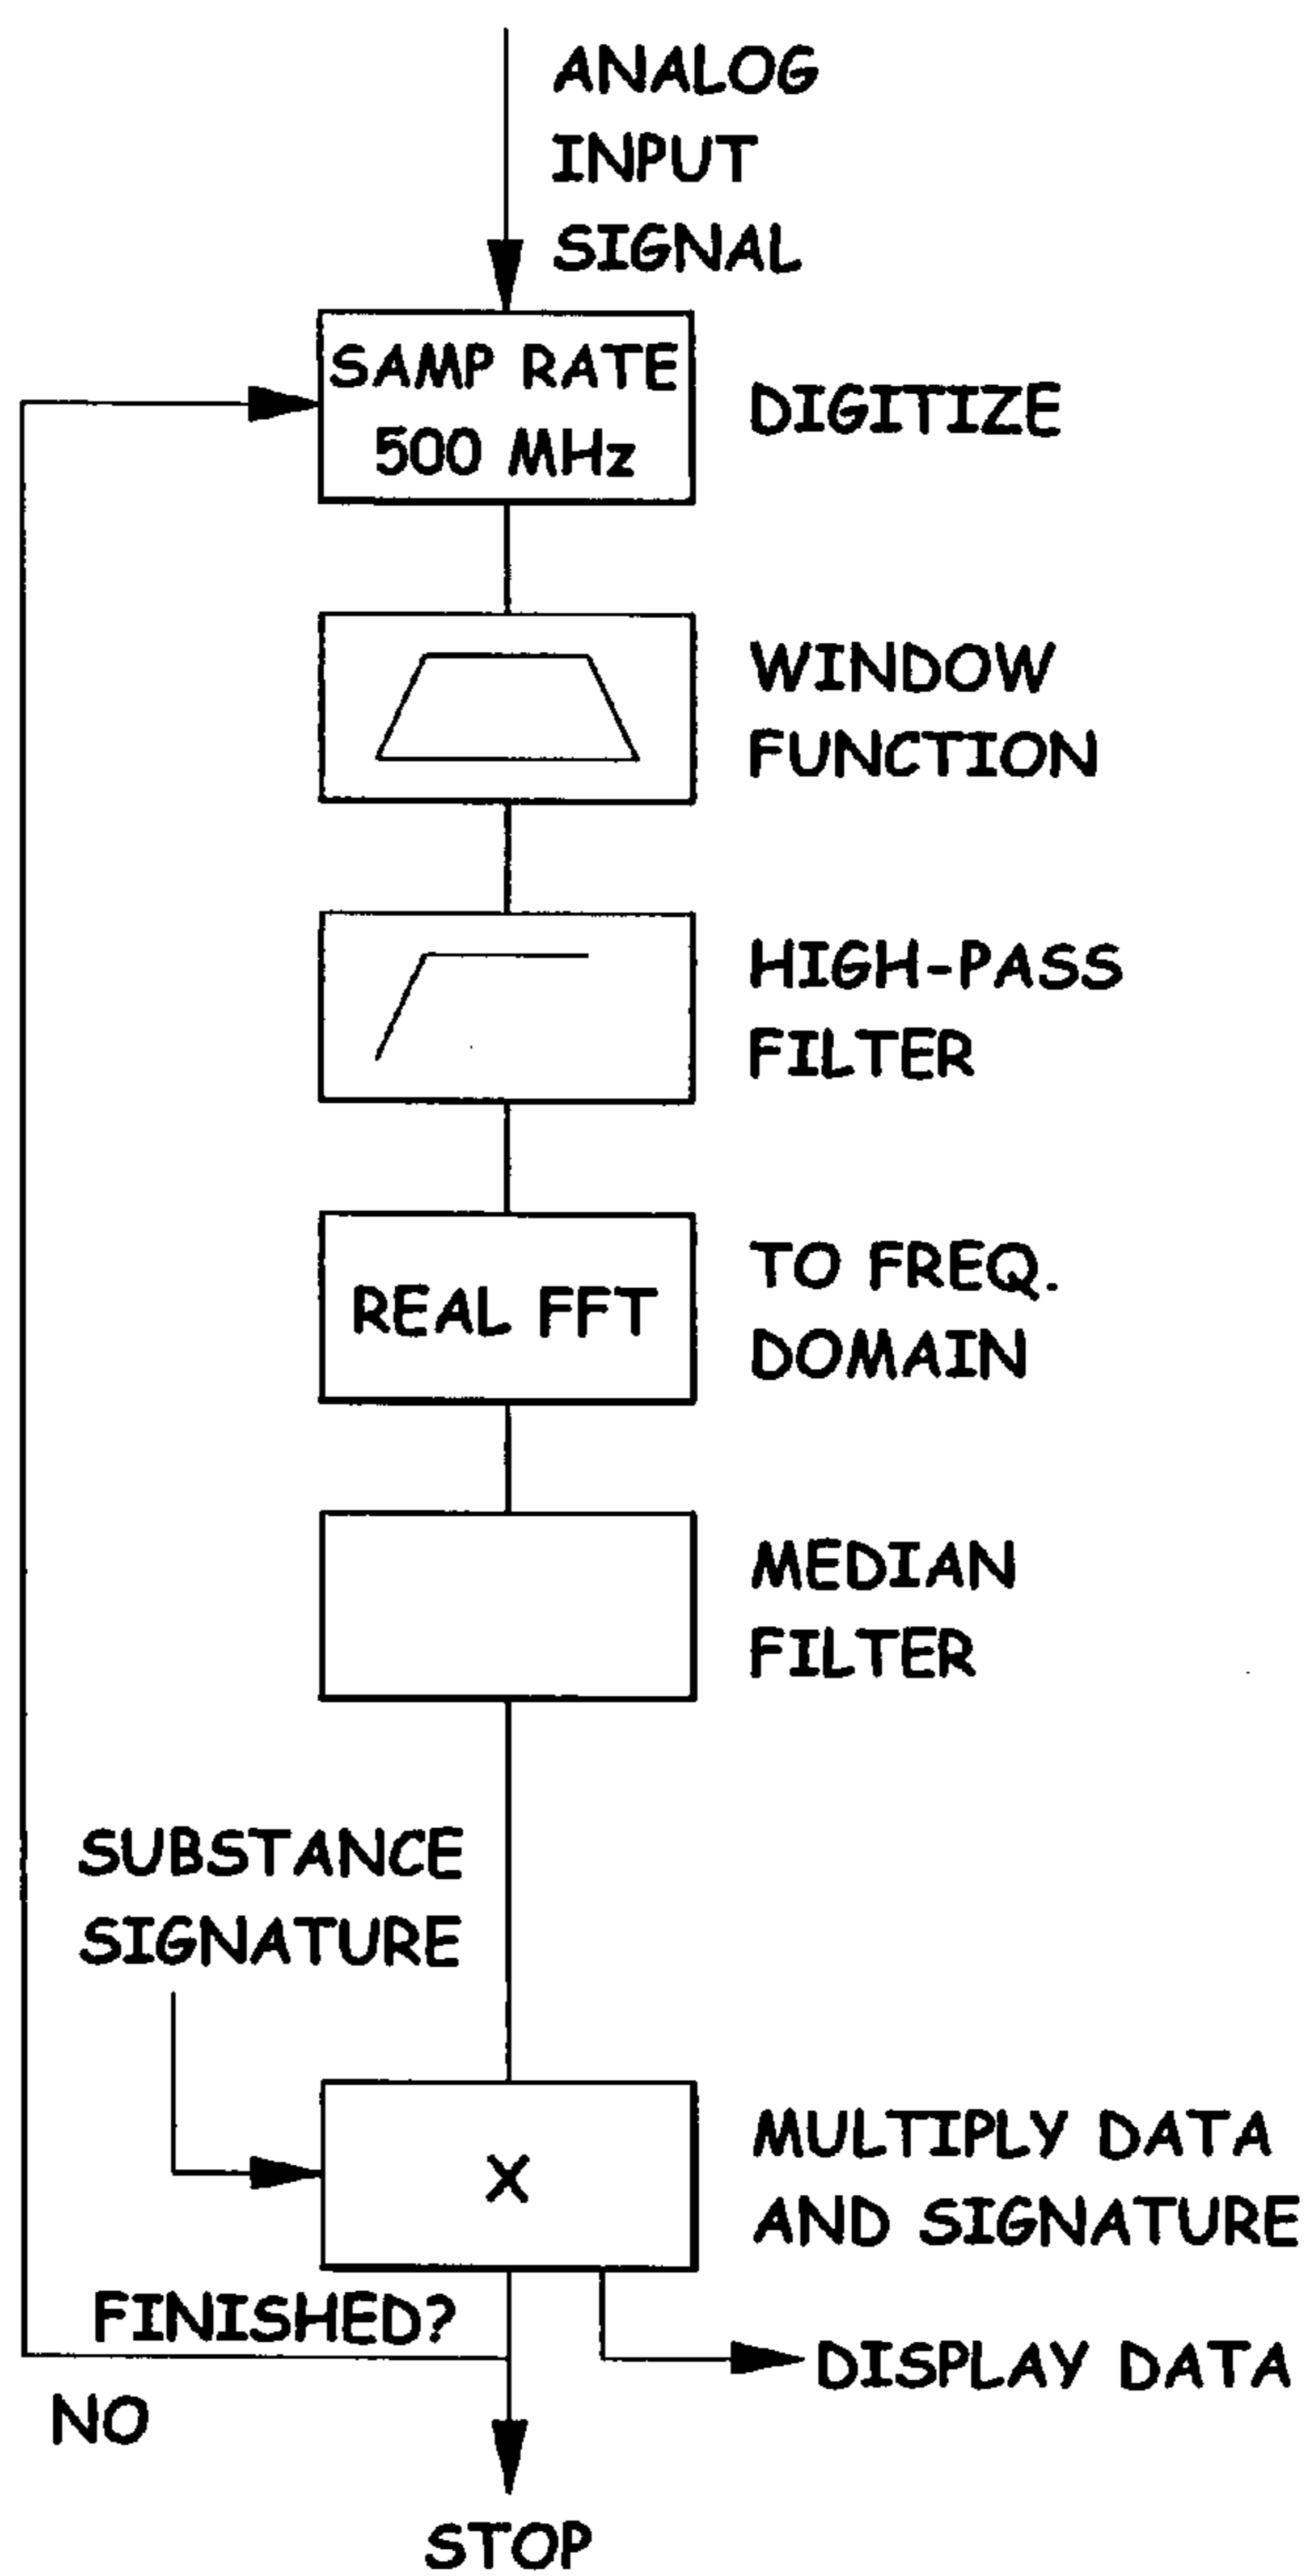 ANALOG
INPUT
SIGNAL
SAMP RATE
500 MHz
DIGITIZE
WINDOW
FUNCTION
HIGH-PASS
FILTER
REAL FFT
TO FREQ.
DOMAIN
MEDIAN
FILTER
SUBSTANCE
SIGNATURE
X
MULTIPLY DATA
AND SIGNATURE
FINISHED?
NO
DISPLAY DATA
STOP